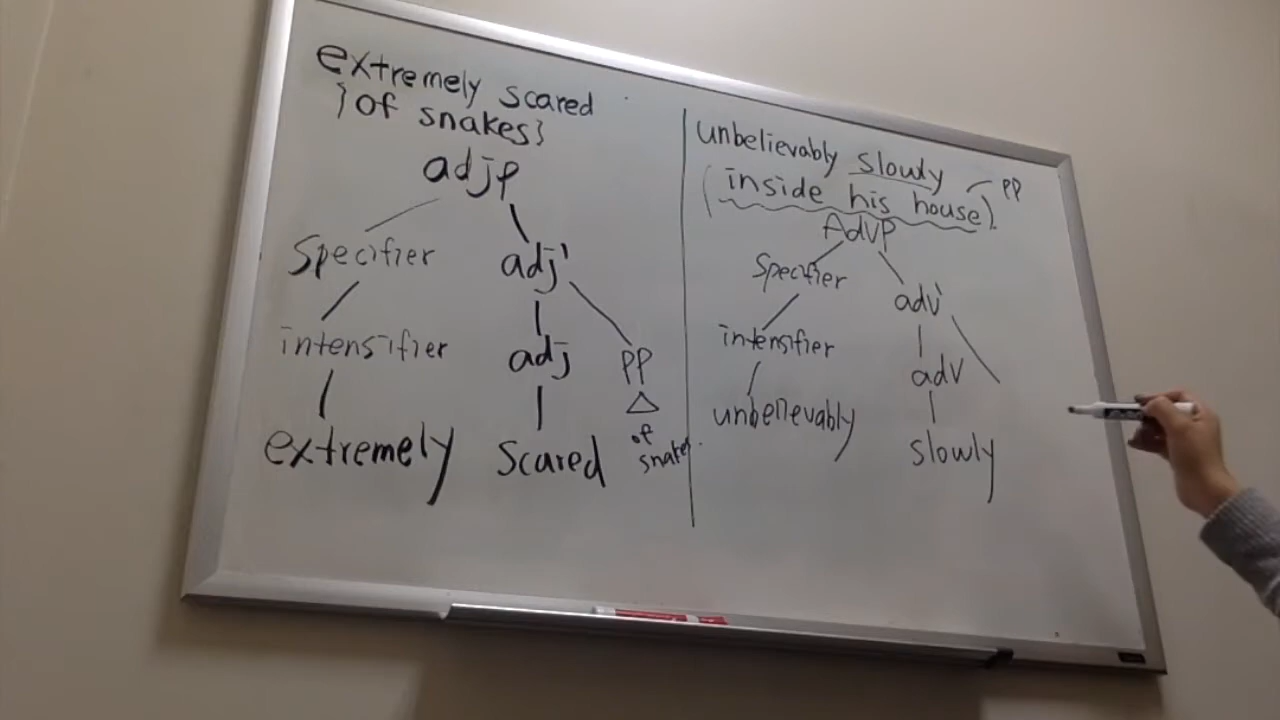 extremely scared
}of snakes}
adjp
Specifier adj'
intensifier adj PP
extremely scared of
snakes
unbelievably slowly
(inside his house). PP
AdvP
Specifier adv'
intensifier adv
unbelievably slowly